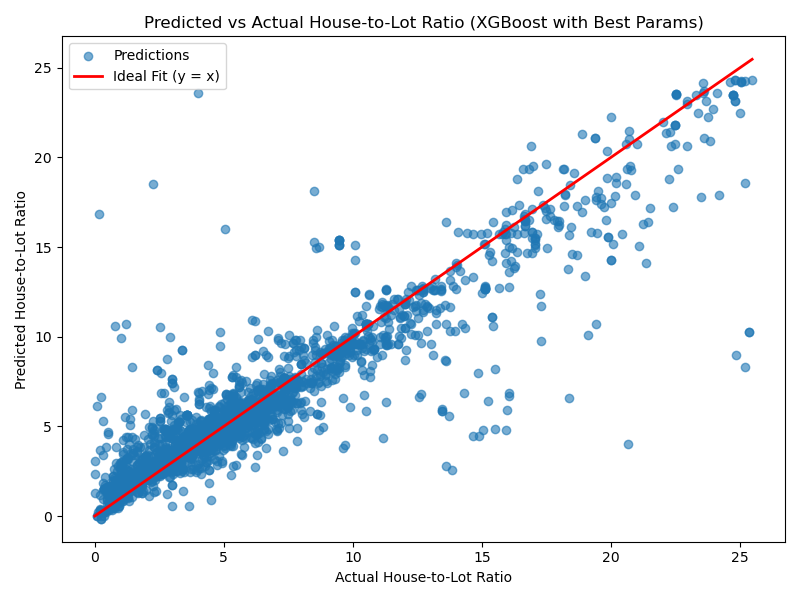 Predicted vs Actual House-to-Lot Ratio (XGBoost with Best Params)
Predictions
Ideal Fit (y = x)
Predicted House-to-Lot Ratio
25
20
15
10
5
0
0 5 10 15 20 25
Actual House-to-Lot Ratio